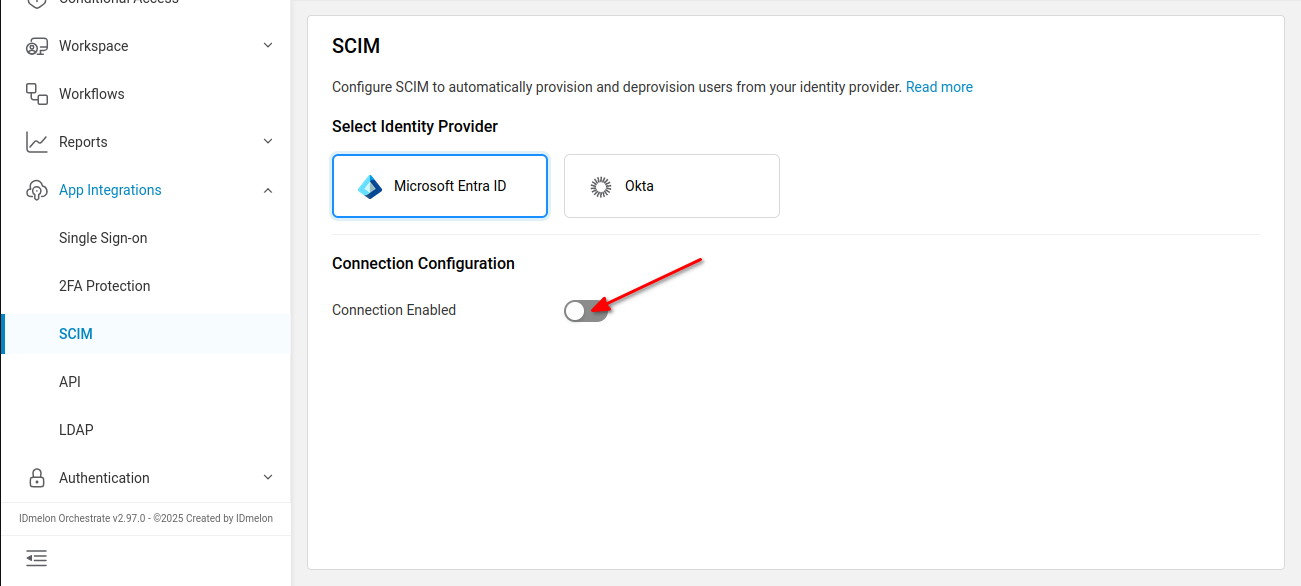 Conditional Access
Workspace
Workflows
Reports
App Integrations
Single Sign-on
2FA Protection
SCIM
API
LDAP
Authentication
IDmelon Orchestrate v2.97.0 - ©2025 Created by IDmelon
SCIM
Configure SCIM to automatically provision and deprovision users from your identity provider. Read more
Select Identity Provider
Microsoft Entra ID
Okta
Connection Configuration
Connection Enabled